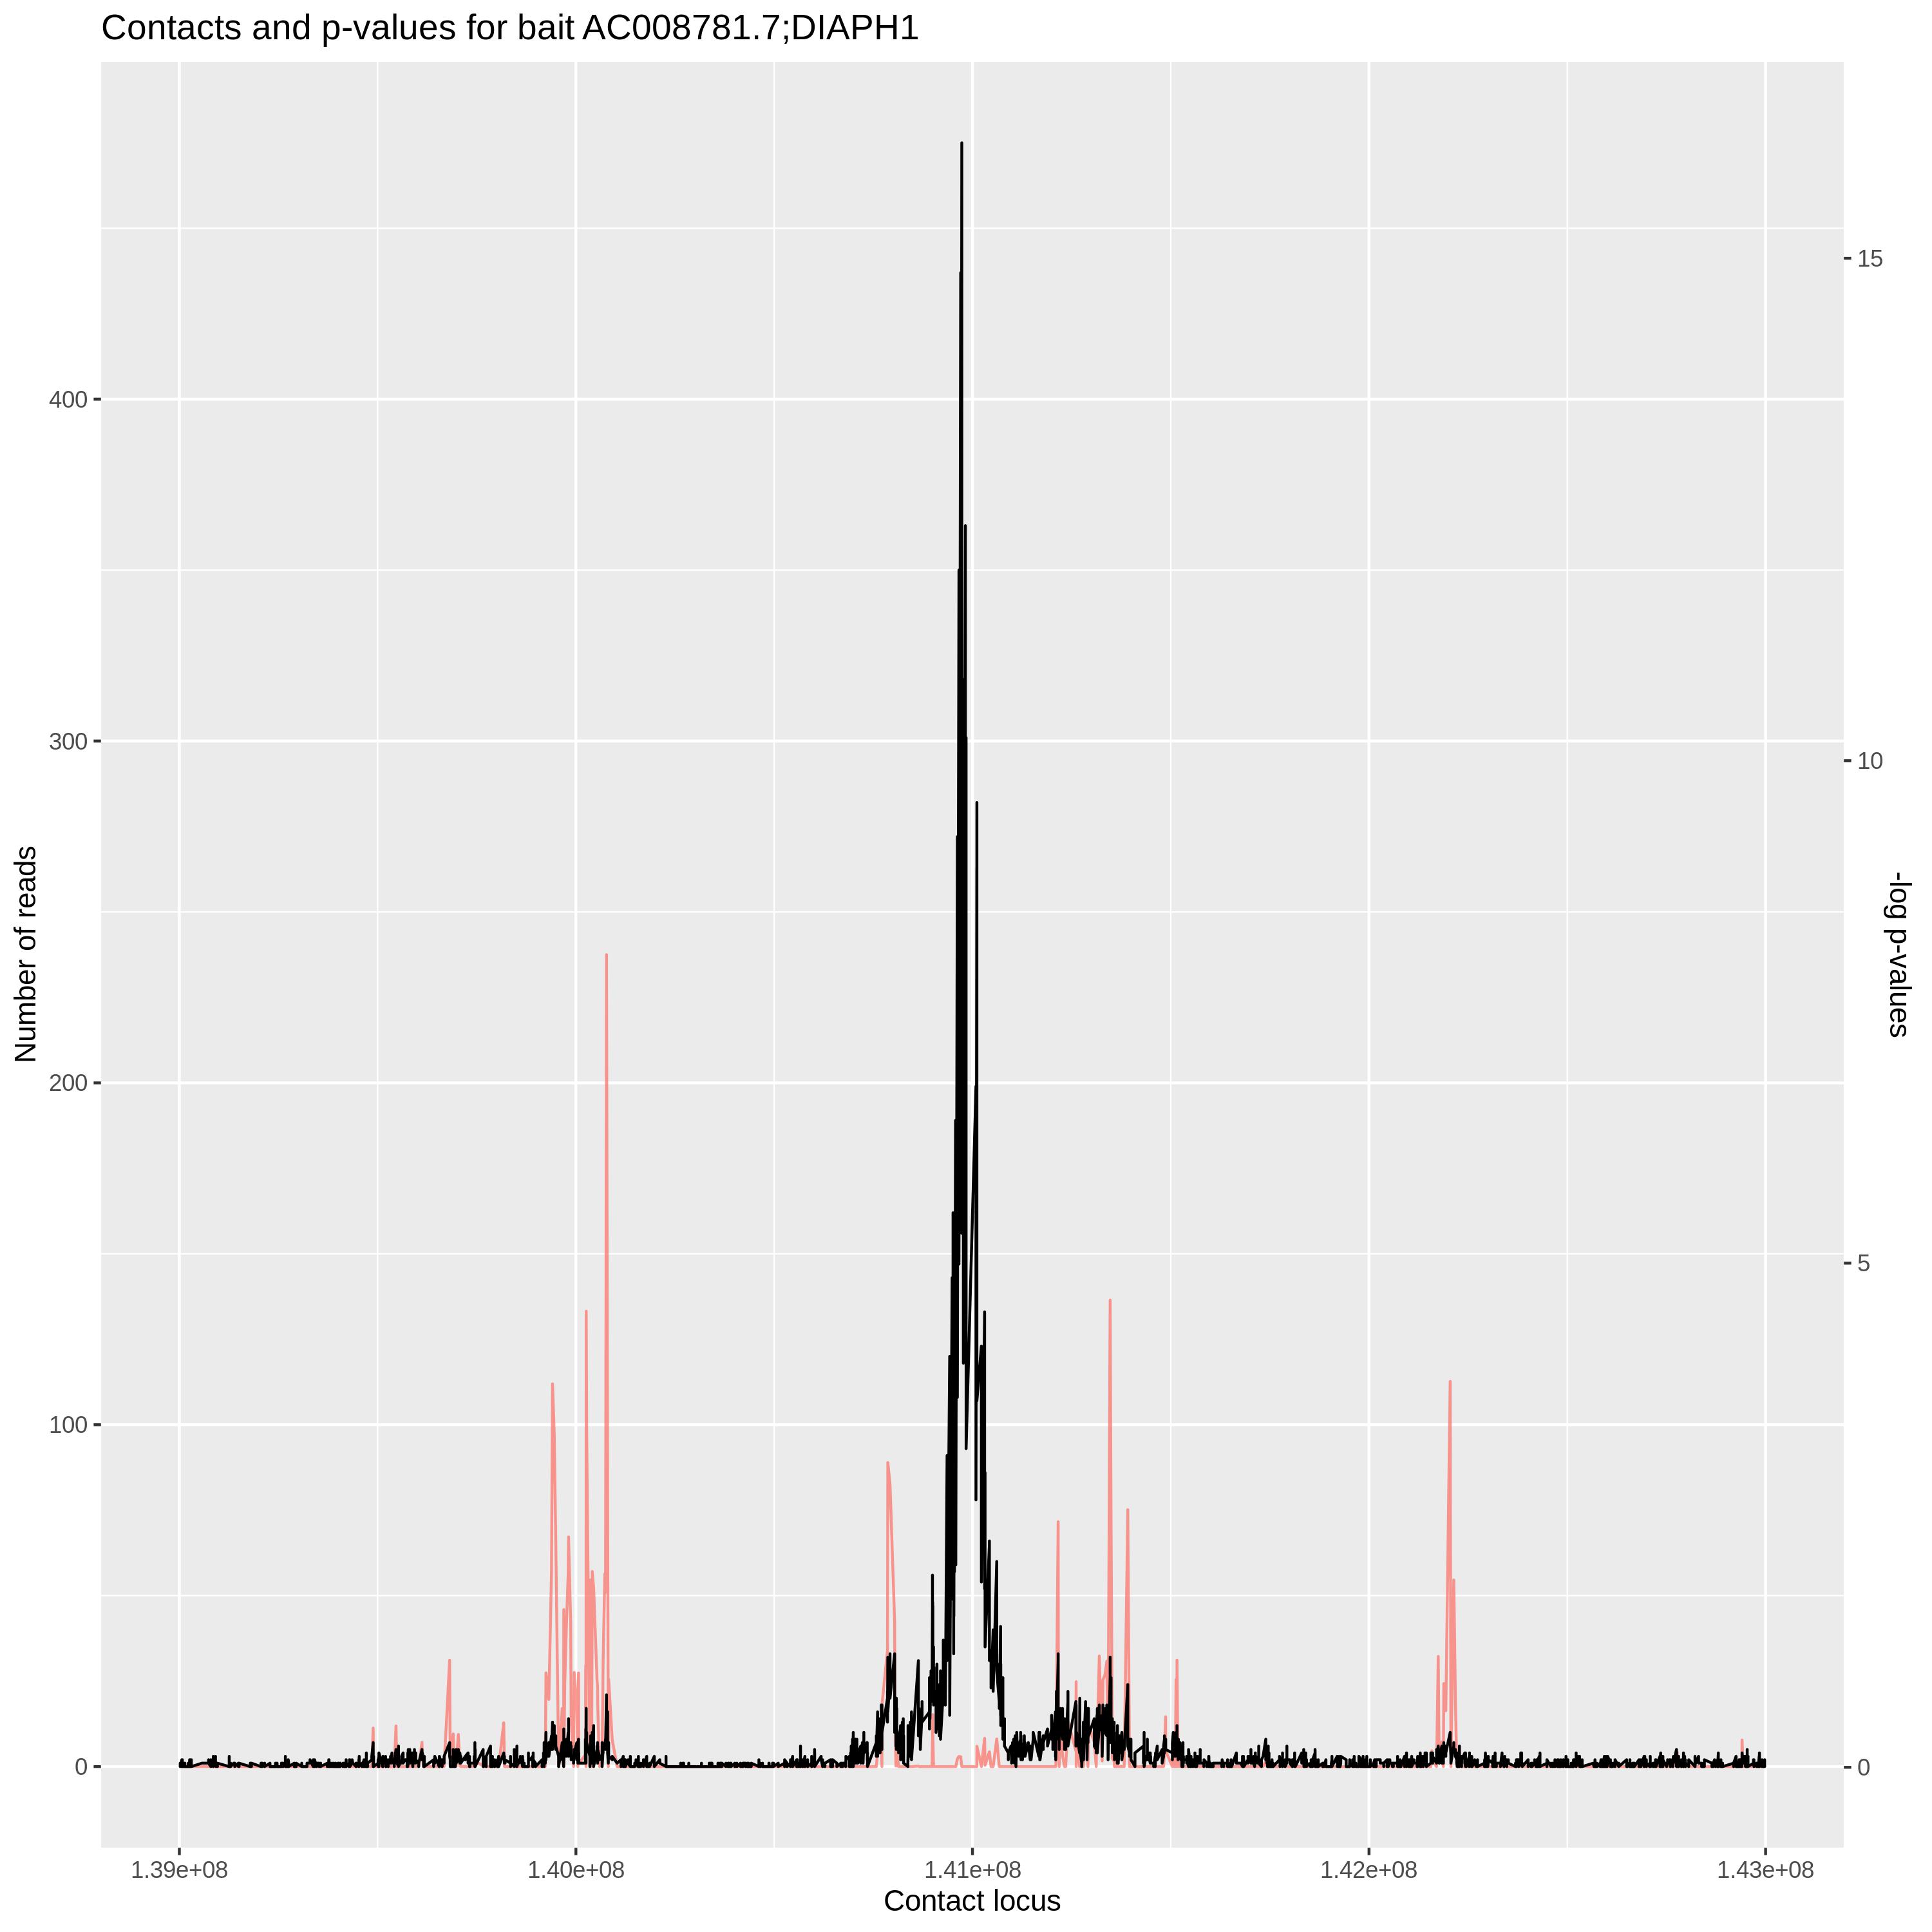 Contacts and p-values for bait AC008781.7;DIAPH1
Number of reads
400
300
200
100
0
15
10
5
0
-log p-values
1.39e+08
1.40e+08
1.41e+08
1.42e+08
1.43e+08
Contact locus